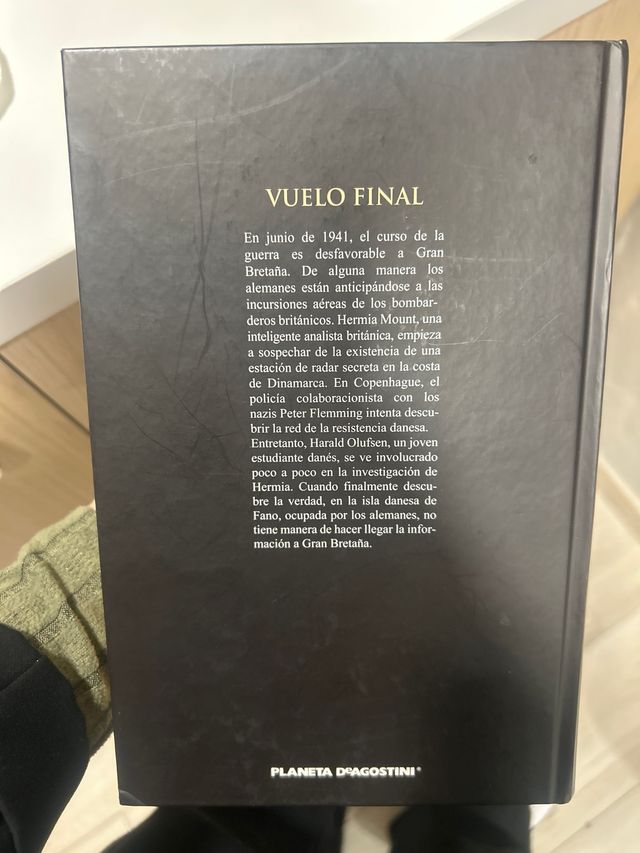 VUELO FINAL
En junio de 1941, el curso de la
guerra es desfavorable a Gran
Bretaña. De alguna manera los
alemanes están anticipándose a las
incursiones aéreas de los bombar-
deros británicos. Hermia Mount, una
inteligente analista británica, empieza
a sospechar de la existencia de una
estación de radar secreta en la costa
de Dinamarca. En Copenhague, el
policía colaboracionista con los
nazis Peter Flemming intenta descu-
brir la red de la resistencia danesa.
Entretanto, Harald Olufsen, un joven
estudiante danés, se ve involucrado
poco a poco en la investigación de
Hermia. Cuando finalmente descu-
bre la verdad, en la isla danesa de
Fano, ocupada por los alemanes, no
tiene manera de hacer llegar la infor-
mación a Gran Bretaña.
PLANETA DeAGOSTINI®